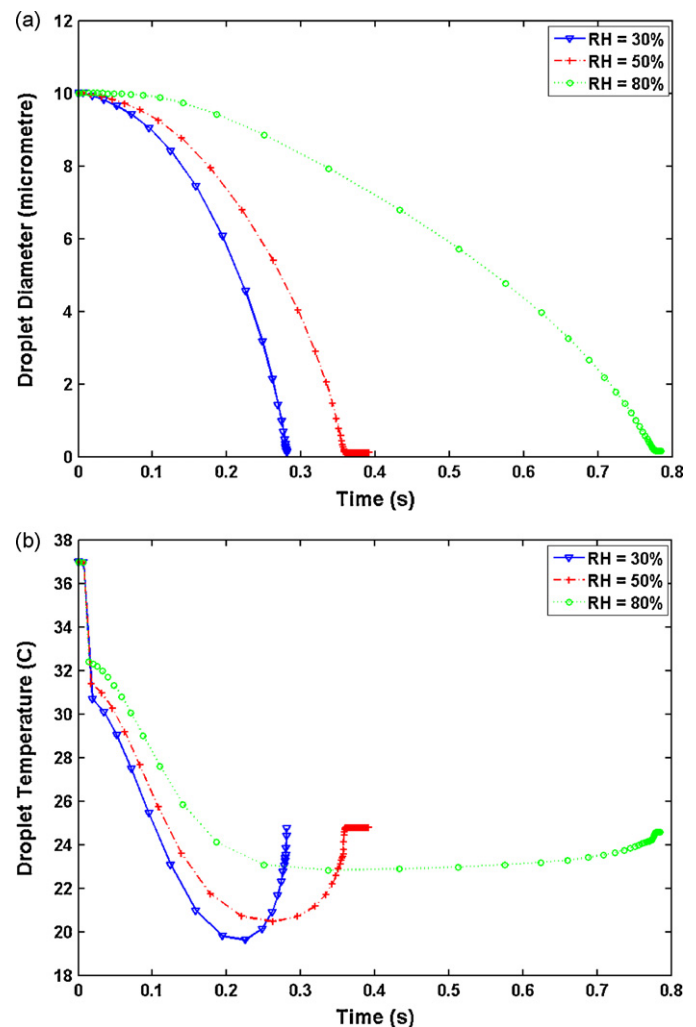 (a)
12
10
8
6
4
2
0
Droplet Diameter (micrometre)
RH = 30%
RH = 50%
RH = 80%
0 0.1 0.2 0.3 0.4 0.5 0.6 0.7 0.8
Time (s)
(b)
38
36
34
32
30
28
26
24
22
20
18
Droplet Temperature (C)
RH = 30%
RH = 50%
RH = 80%
0 0.1 0.2 0.3 0.4 0.5 0.6 0.7 0.8
Time (s)